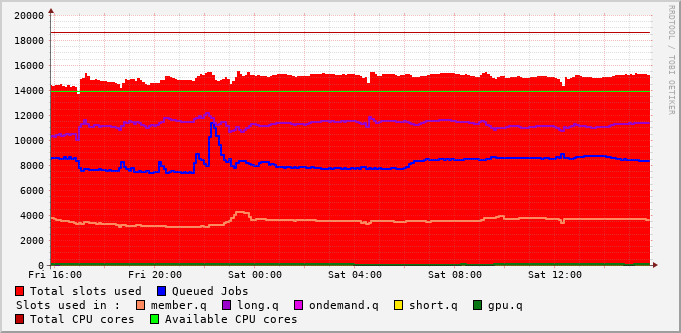 20000
18000
16000
14000
12000
10000
8000
6000
4000
2000
0
Fri 16:00 Fri 20:00 Sat 00:00 Sat 04:00 Sat 08:00 Sat 12:00
Total slots used Queued Jobs
Slots used in : member.q long.q ondemand.q short.q gpu.q
Total CPU cores Available CPU cores
RRDTOOL / TOBI OETIKER